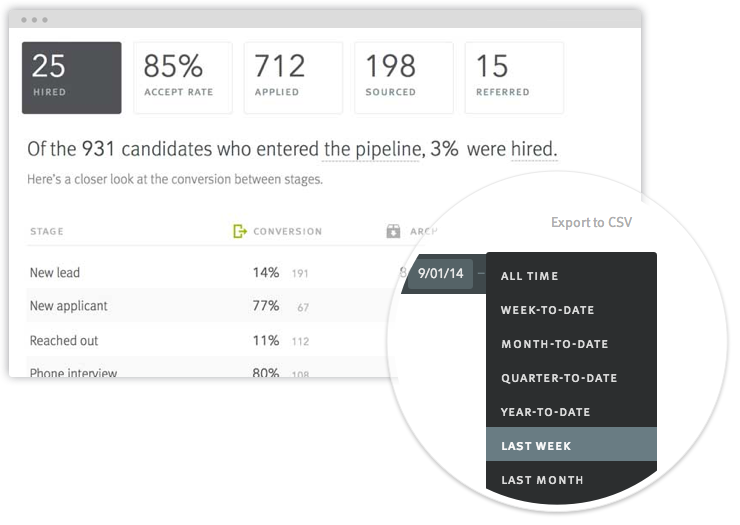 25
HIRED
85%
ACCEPT RATE
712
APPLIED
198
SOURCED
15
REFERRED
Of the 931 candidates who entered the pipeline, 3% were hired.
Here's a closer look at the conversion between stages.
STAGE CONVERSION
New lead 14% 191 8
New applicant 77% 67
Reached out 11% 112
Phone interview 80% 108
Export to CSV
9/01/14 –
ALL TIME
WEEK-TO-DATE
MONTH-TO-DATE
QUARTER-TO-DATE
YEAR-TO-DATE
LAST WEEK
LAST MONTH